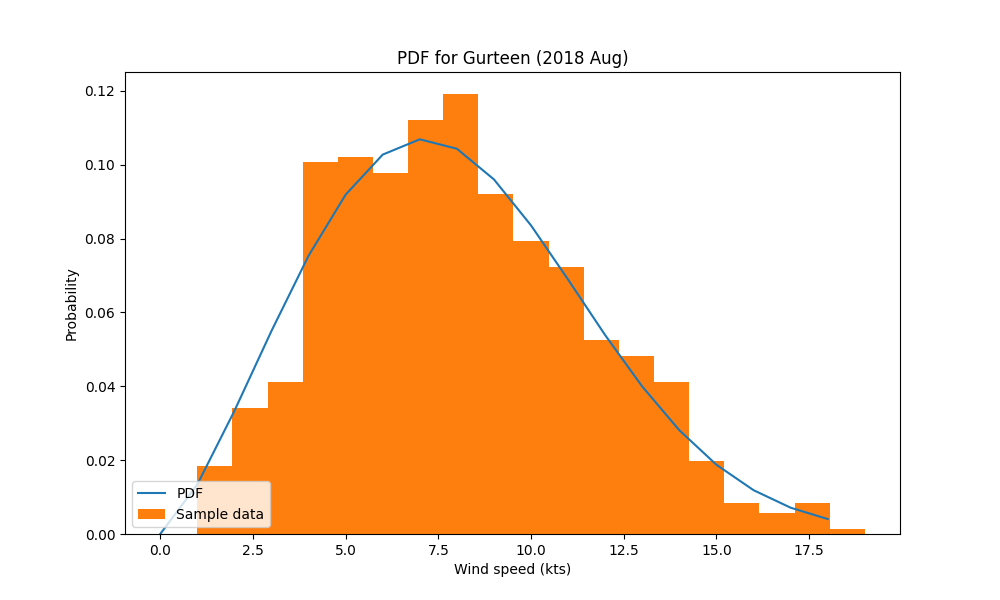 PDF for Gurteen (2018 Aug)
Probability
0.12
0.10
0.08
0.06
0.04
0.02
0.00
PDF
Sample data
0.0 2.5 5.0 7.5 10.0 12.5 15.0 17.5
Wind speed (kts)